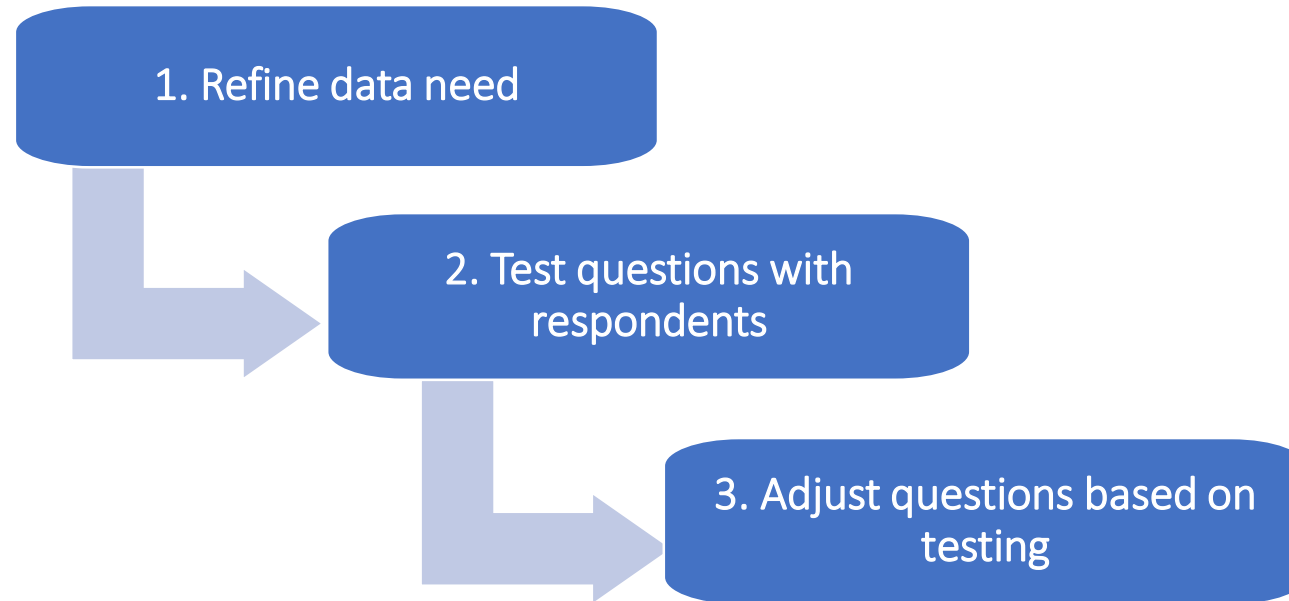 1. Refine data need
2. Test questions with
respondents
3. Adjust questions based on
testing